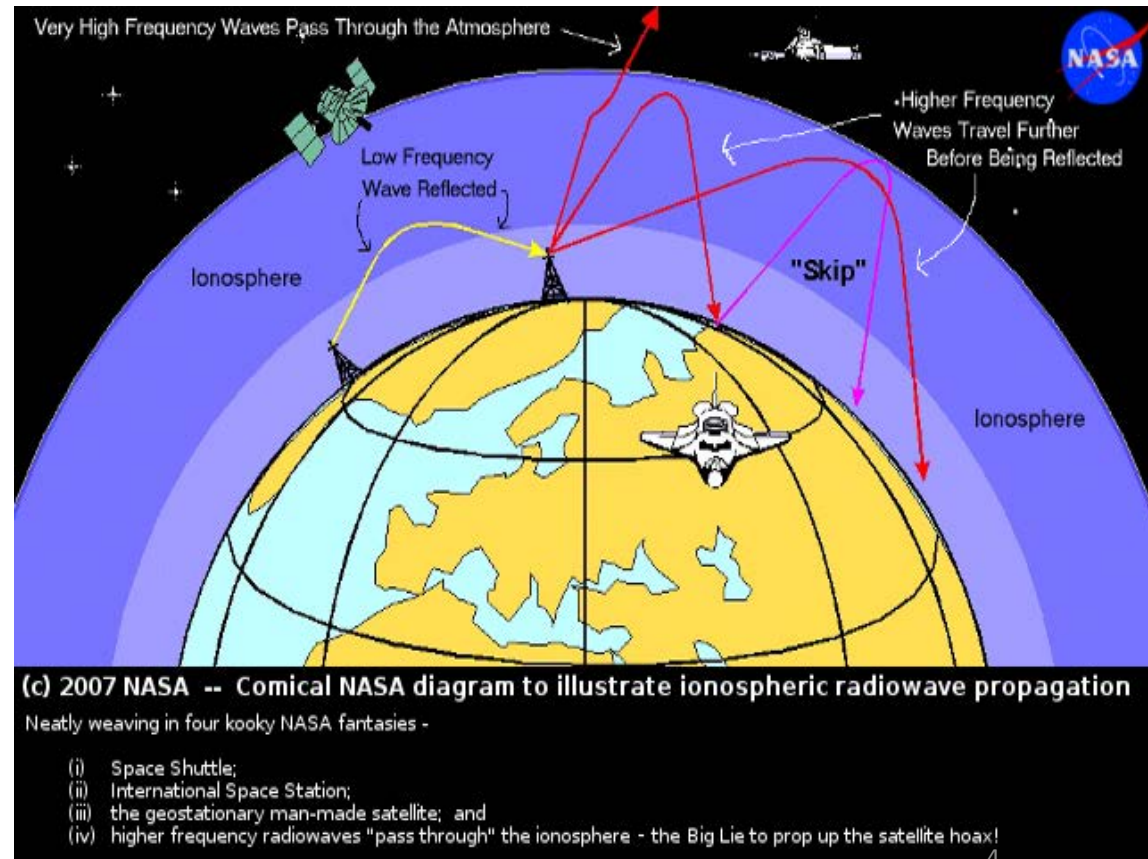 Very High Frequency Waves Pass Through the Atmosphere
NASA
Higher Frequency
Waves Travel Further
Before Being Reflected
Low Frequency
Wave Reflected
Ionosphere
"Skip"
Ionosphere
(c) 2007 NASA -- Comical NASA diagram to illustrate ionospheric radiowave propagation
Neatly weaving in four kooky NASA fantasies -
(i) Space Shuttle;
(ii) International Space Station;
(iii) the geostationary man-made satellite; and
(iv) higher frequency radiowaves "pass through" the ionosphere - the Big Lie to prop up the satellite hoax!